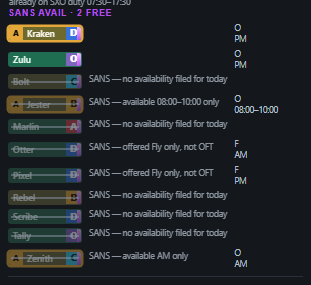 already on SXO duty 07:30–17:30
SANS AVAIL · 2 FREE
A Kraken D O PM
Zulu O O PM
Bolt C SANS — no availability filed for today
A Jester B SANS — available 08:00–10:00 only O 08:00–10:00
Marlin A SANS — no availability filed for today
Otter D SANS — offered Fly only, not OFT F AM
Pixel D SANS — offered Fly only, not OFT F PM
Rebel B SANS — no availability filed for today
Scribe D SANS — no availability filed for today
Tally O SANS — no availability filed for today
A Zenith C SANS — available AM only O AM